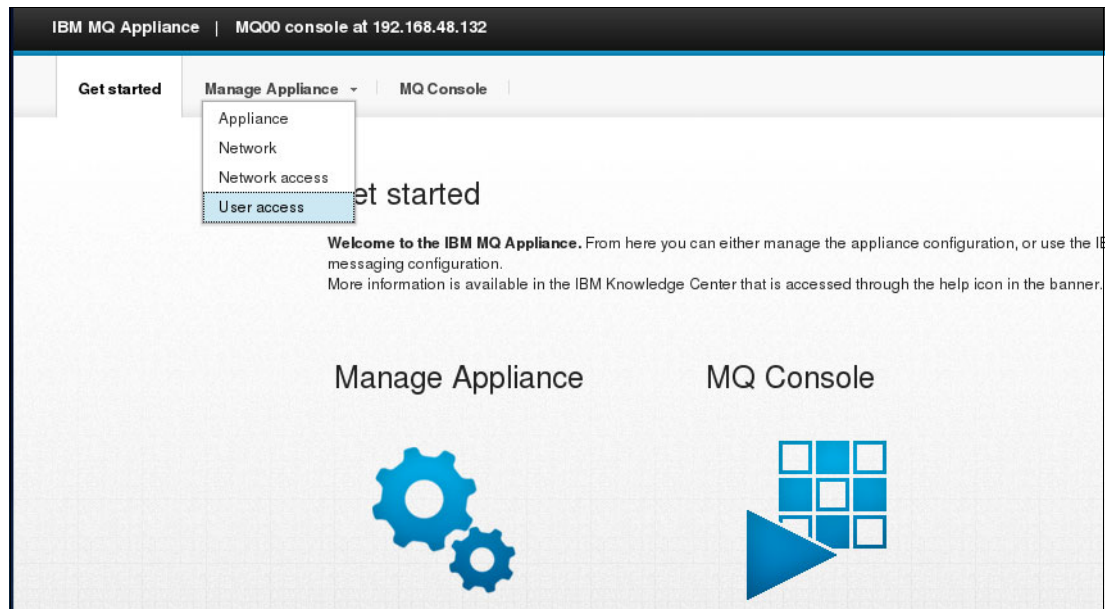 IBM MQ Appliance | MQ00 console at 192.168.48.132
Get started
Manage Appliance
MQ Console
Appliance
Network
Network access
User access
et started
Welcome to the IBM MQ Appliance. From here you can either manage the appliance configuration, or use the
messaging configuration.
More information is available in the IBM Knowledge Center that is accessed through the help icon in the banner.
Manage Appliance
MQ Console